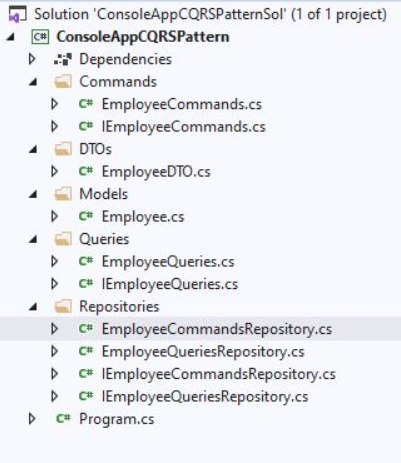 Solution 'ConsoleAppCQRSPatternSol' (1 of 1 project)
C# ConsoleAppCQRSPattern
Dependencies
Commands
C# EmployeeCommands.cs
C# IEmployeeCommands.cs
DTOs
C# EmployeeDTO.cs
Models
C# Employee.cs
Queries
C# EmployeeQueries.cs
C# IEmployeeQueries.cs
Repositories
C# EmployeeCommandsRepository.cs
C# EmployeeQueriesRepository.cs
C# IEmployeeCommandsRepository.cs
C# IEmployeeQueriesRepository.cs
C# Program.cs